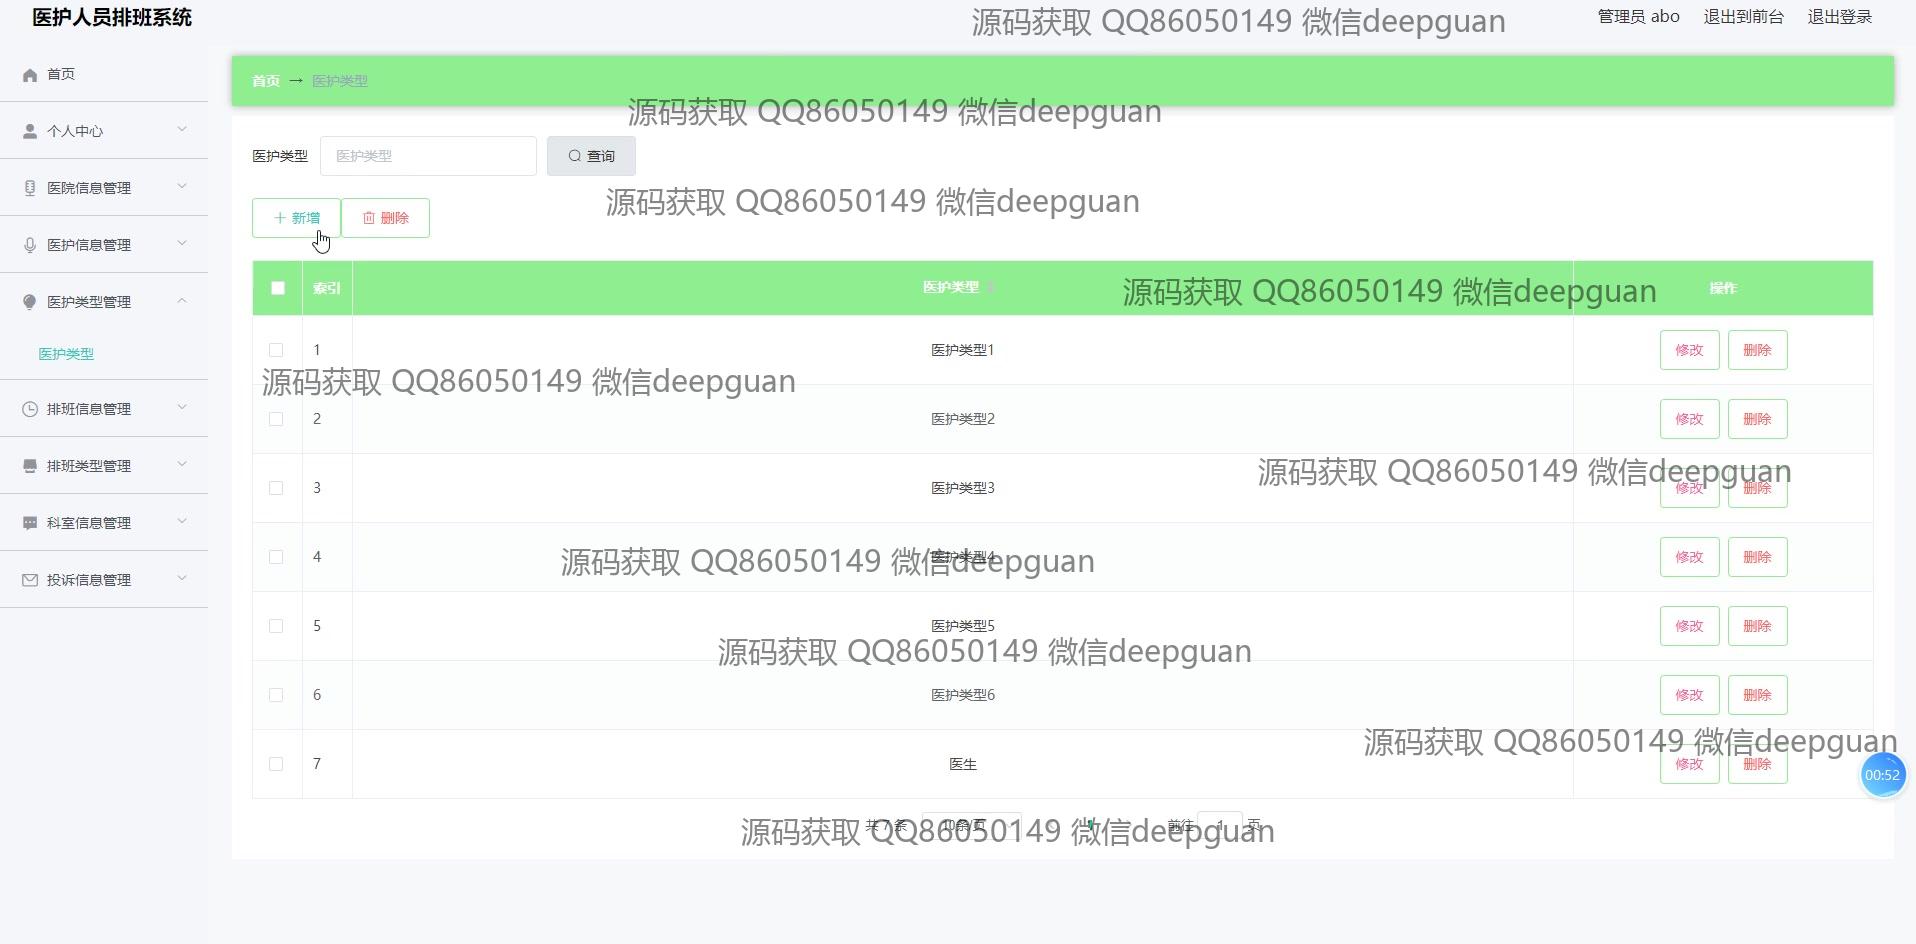 医护人员排班系统
源码获取 QQ86050149 微信deepguan
管理员 abo 退出到前台 退出登录
首页
个人中心
医院信息管理
医护信息管理
医护类型管理
医护类型
排班信息管理
排班类型管理
科室信息管理
投诉信息管理
首页 → 医护类型
源码获取 QQ86050149 微信deepguan
医护类型 医护类型 查询
源码获取 QQ86050149 微信deepguan
新增 删除
索引 医护类型 操作
源码获取 QQ86050149 微信deepguan
1 医护类型1 修改 删除
源码获取 QQ86050149 微信deepguan
2 医护类型2 修改 删除
源码获取 QQ86050149 微信deepguan
3 医护类型3 修改 删除
4 医护类型4 修改 删除
源码获取 QQ86050149 微信deepguan
5 医护类型5 修改 删除
源码获取 QQ86050149 微信deepguan
6 医护类型6 修改 删除
源码获取 QQ86050149 微信deepguan
7 医生 修改 删除
00:52
共 7 条 10条/页 1 前往 1 页
源码获取 QQ86050149 微信deepguan